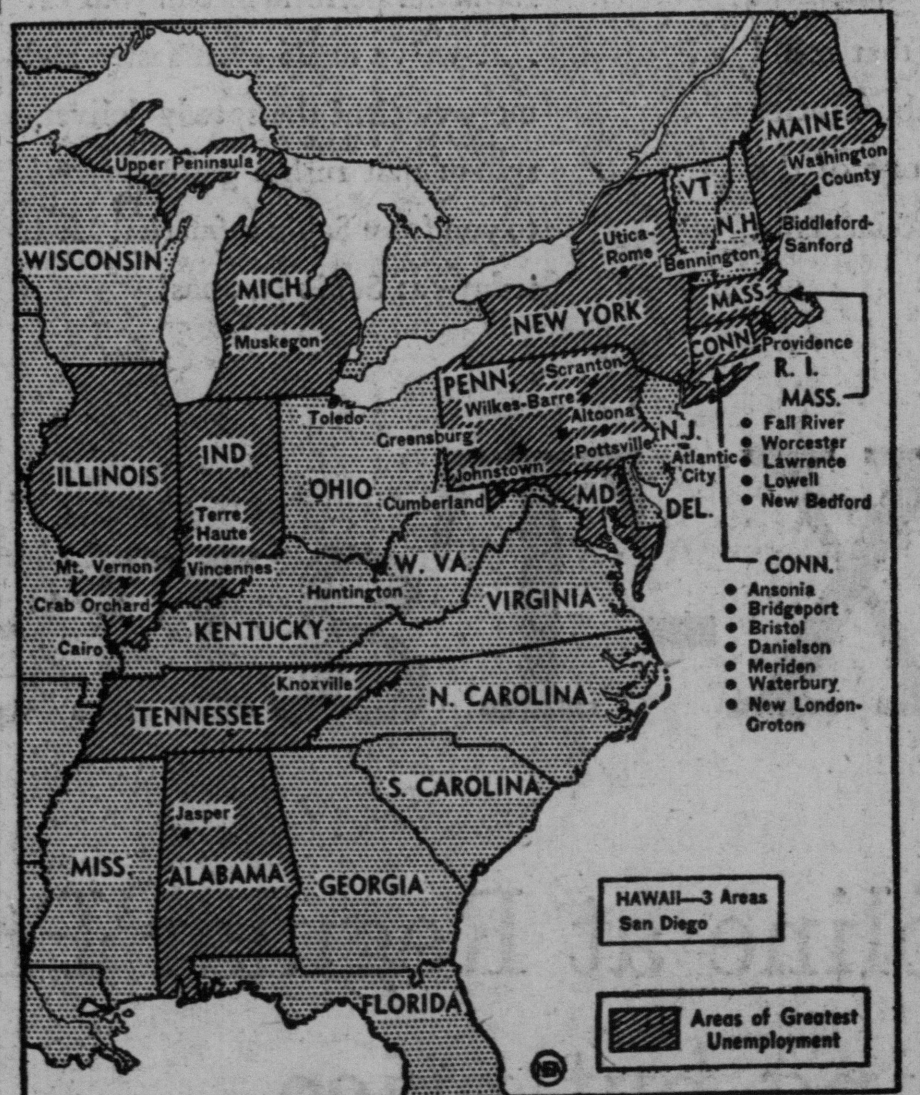 MAINE
Washington
County
Upper Peninsula
VT
N.H
Biddleford-
Sanford
Utica-
Rome
Bennington
WISCONSIN
MICH
MASS
NEW YORK
CONN
Muskegon
Providence
R. I.
PENN
Scranton
Wilkes-Barre
MASS.
Fall River
Worcester
Lawrence
Lowell
New Bedford
Toledo
Altoona
Greensburg
Pottsville
N.J.
Atlantic
City
IND
ILLINOIS
OHIO
Johnstown
Cumberland
MD
DEL.
Terre
Haute
Mt. Vernon
Vincennes
W. VA
CONN.
Ansonia
Bridgeport
Bristol
Danielson
Meriden
Waterbury
New London-
Groton
Huntington
VIRGINIA
Crab Orchard
KENTUCKY
Cairo
Knoxville
TENNESSEE
N. CAROLINA
S. CAROLINA
Jasper
MISS.
ALABAMA
GEORGIA
HAWAII—3 Areas
San Diego
FLORIDA
Areas of Greatest
Unemployment
NEA